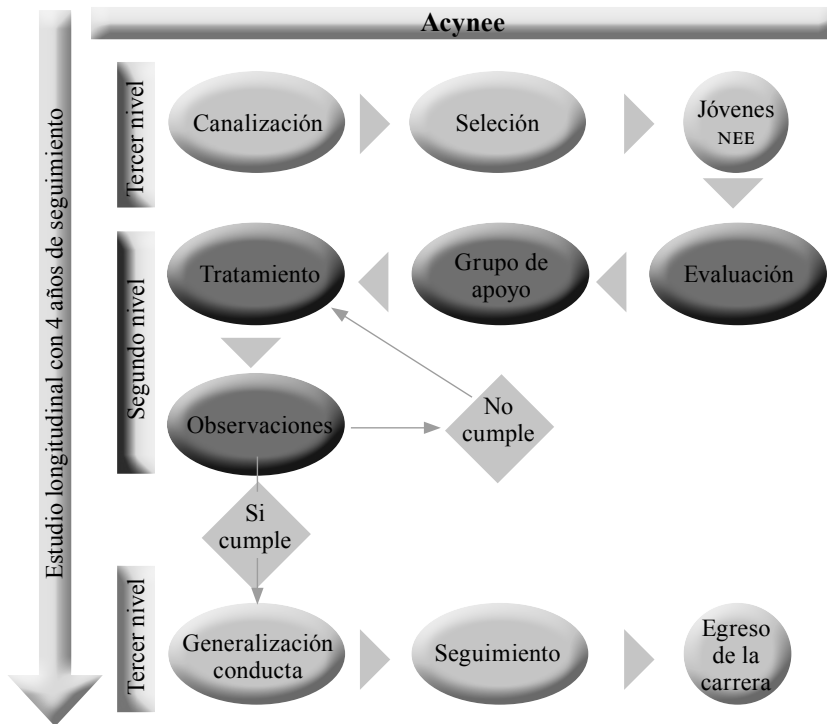 Acynee
Estudio longitudinal con 4 años de seguimiento
Tercer nivel
Canalización
Seleción
Jóvenes
NEE
Segundo nivel
Tratamiento
Grupo de
apoyo
Evaluación
Observaciones
No
cumple
Si
cumple
Tercer nivel
Generalización
conducta
Seguimiento
Egreso
de la
carrera